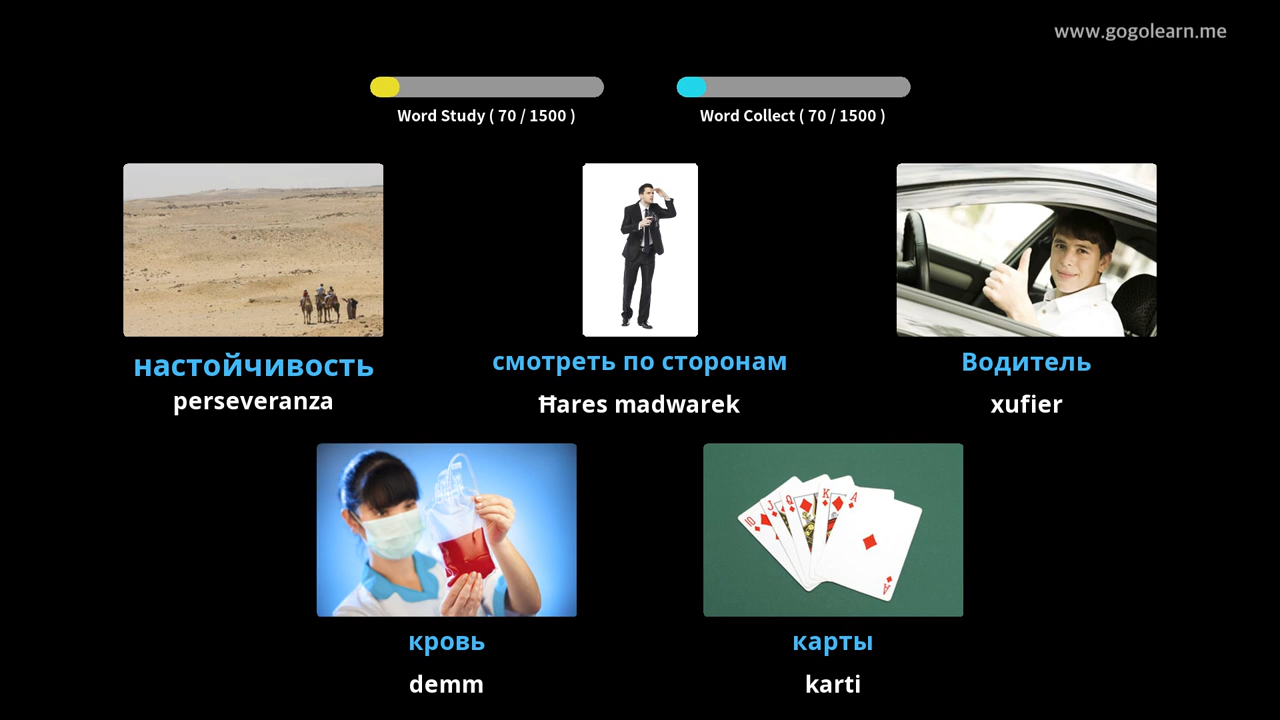 www.gogolearn.me
Word Study ( 70 / 1500 )
Word Collect ( 70 / 1500 )
настойчивость
perseveranza
смотреть по сторонам
Ħares madwarek
Водитель
xufier
10 J Q K A
A
кровь
demm
карты
karti